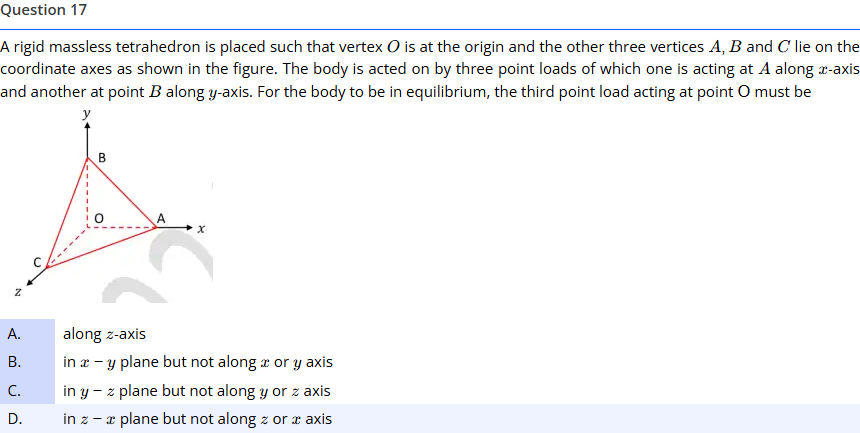 Question 17
A rigid massless tetrahedron is placed such that vertex O is at the origin and the other three vertices A, B and C lie on the
coordinate axes as shown in the figure. The body is acted on by three point loads of which one is acting at A along x-axis
and another at point B along y-axis. For the body to be in equilibrium, the third point load acting at point O must be
y
B
O
A
x
C
z
A. along z-axis
B. in x − y plane but not along x or y axis
C. in y − z plane but not along y or z axis
D. in z − x plane but not along z or x axis